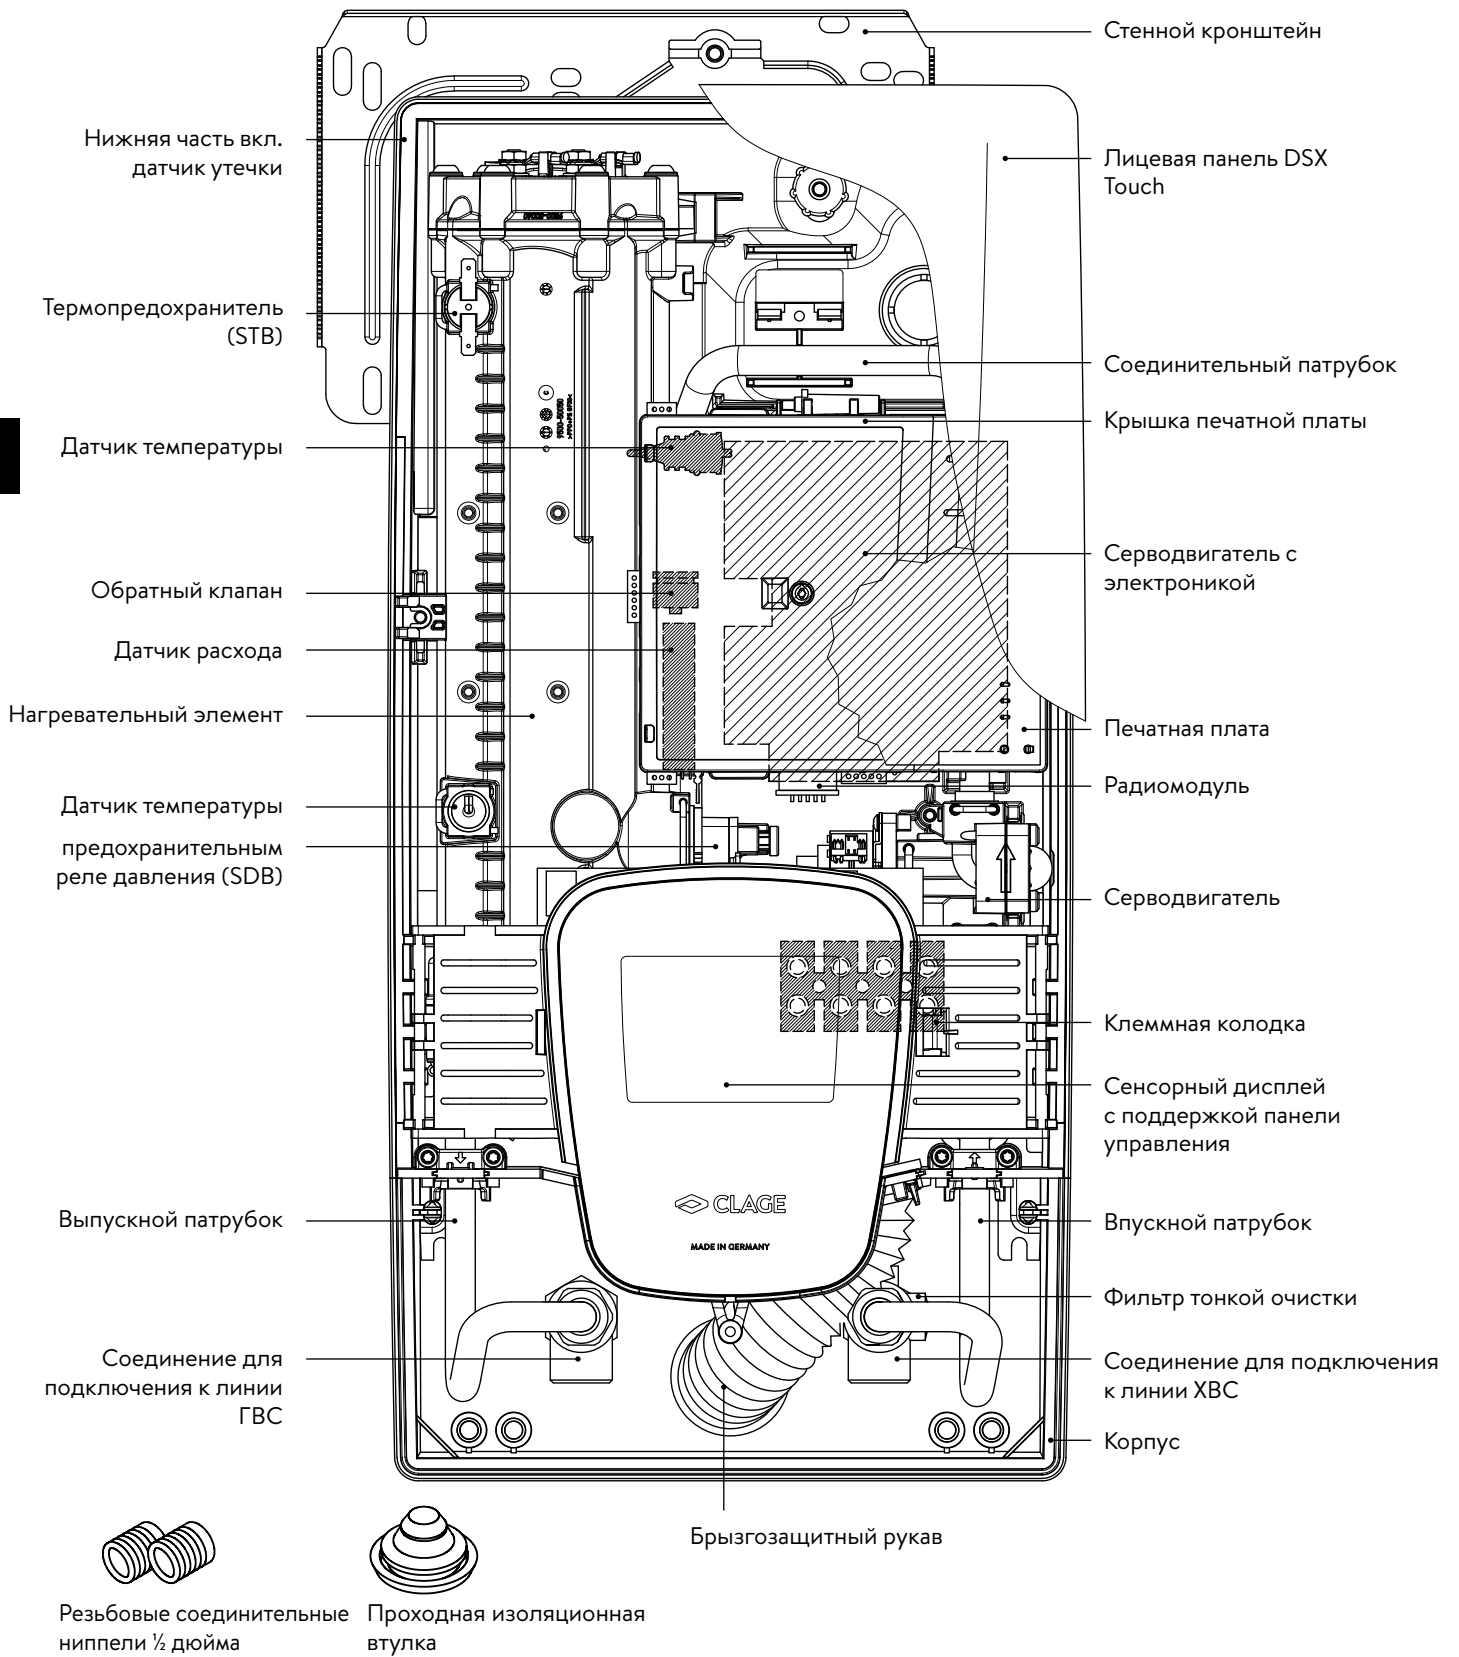 Стенной кронштейн
Нижняя часть вкл.
датчик утечки
Лицевая панель DSX
Touch
Термопредохранитель
(STB)
Соединительный патрубок
Крышка печатной платы
Датчик температуры
Серводвигатель с
электроникой
Обратный клапан
Датчик расхода
Нагревательный элемент
Печатная плата
Радиомодуль
Датчик температуры
предохранительным
реле давления (SDB)
Серводвигатель
Клеммная колодка
Сенсорный дисплей
с поддержкой панели
управления
CLAGE
MADE IN GERMANY
Выпускной патрубок
Впускной патрубок
Фильтр тонкой очистки
Соединение для
подключения к линии
ГВС
Соединение для подключения
к линии ХВС
Корпус
Брызгозащитный рукав
Резьбовые соединительные
ниппели ½ дюйма
Проходная изоляционная
втулка